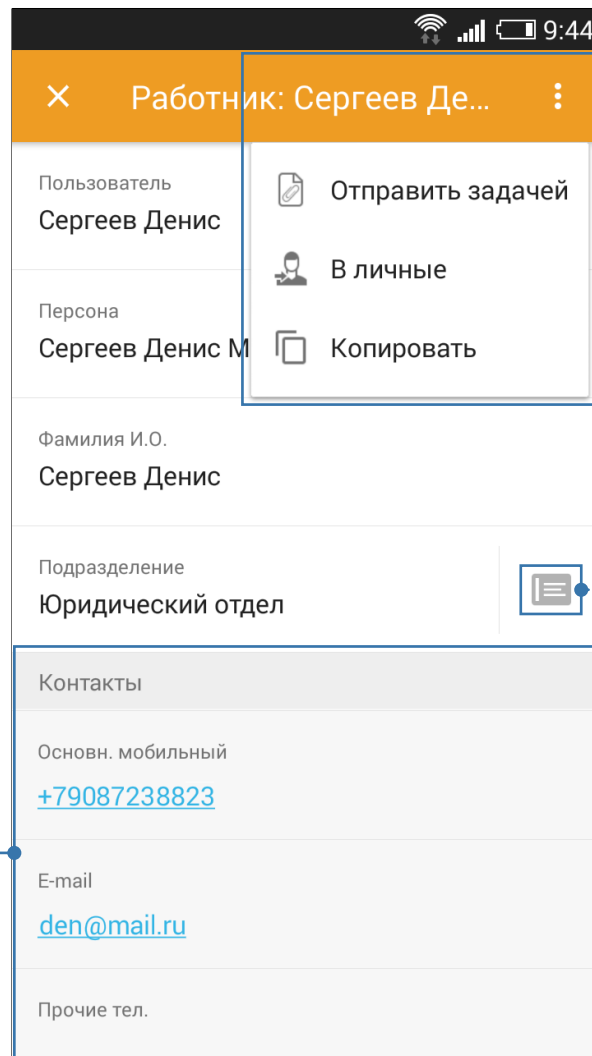 9:44
Работник: Сергеев Де...
Пользователь
Сергеев Денис
Отправить задачей
В личные
Копировать
Персона
Сергеев Денис М
Фамилия И.О.
Сергеев Денис
Подразделение
Юридический отдел
Контакты
Основн. мобильный
+79087238823
E-mail
den@mail.ru
Прочие тел.